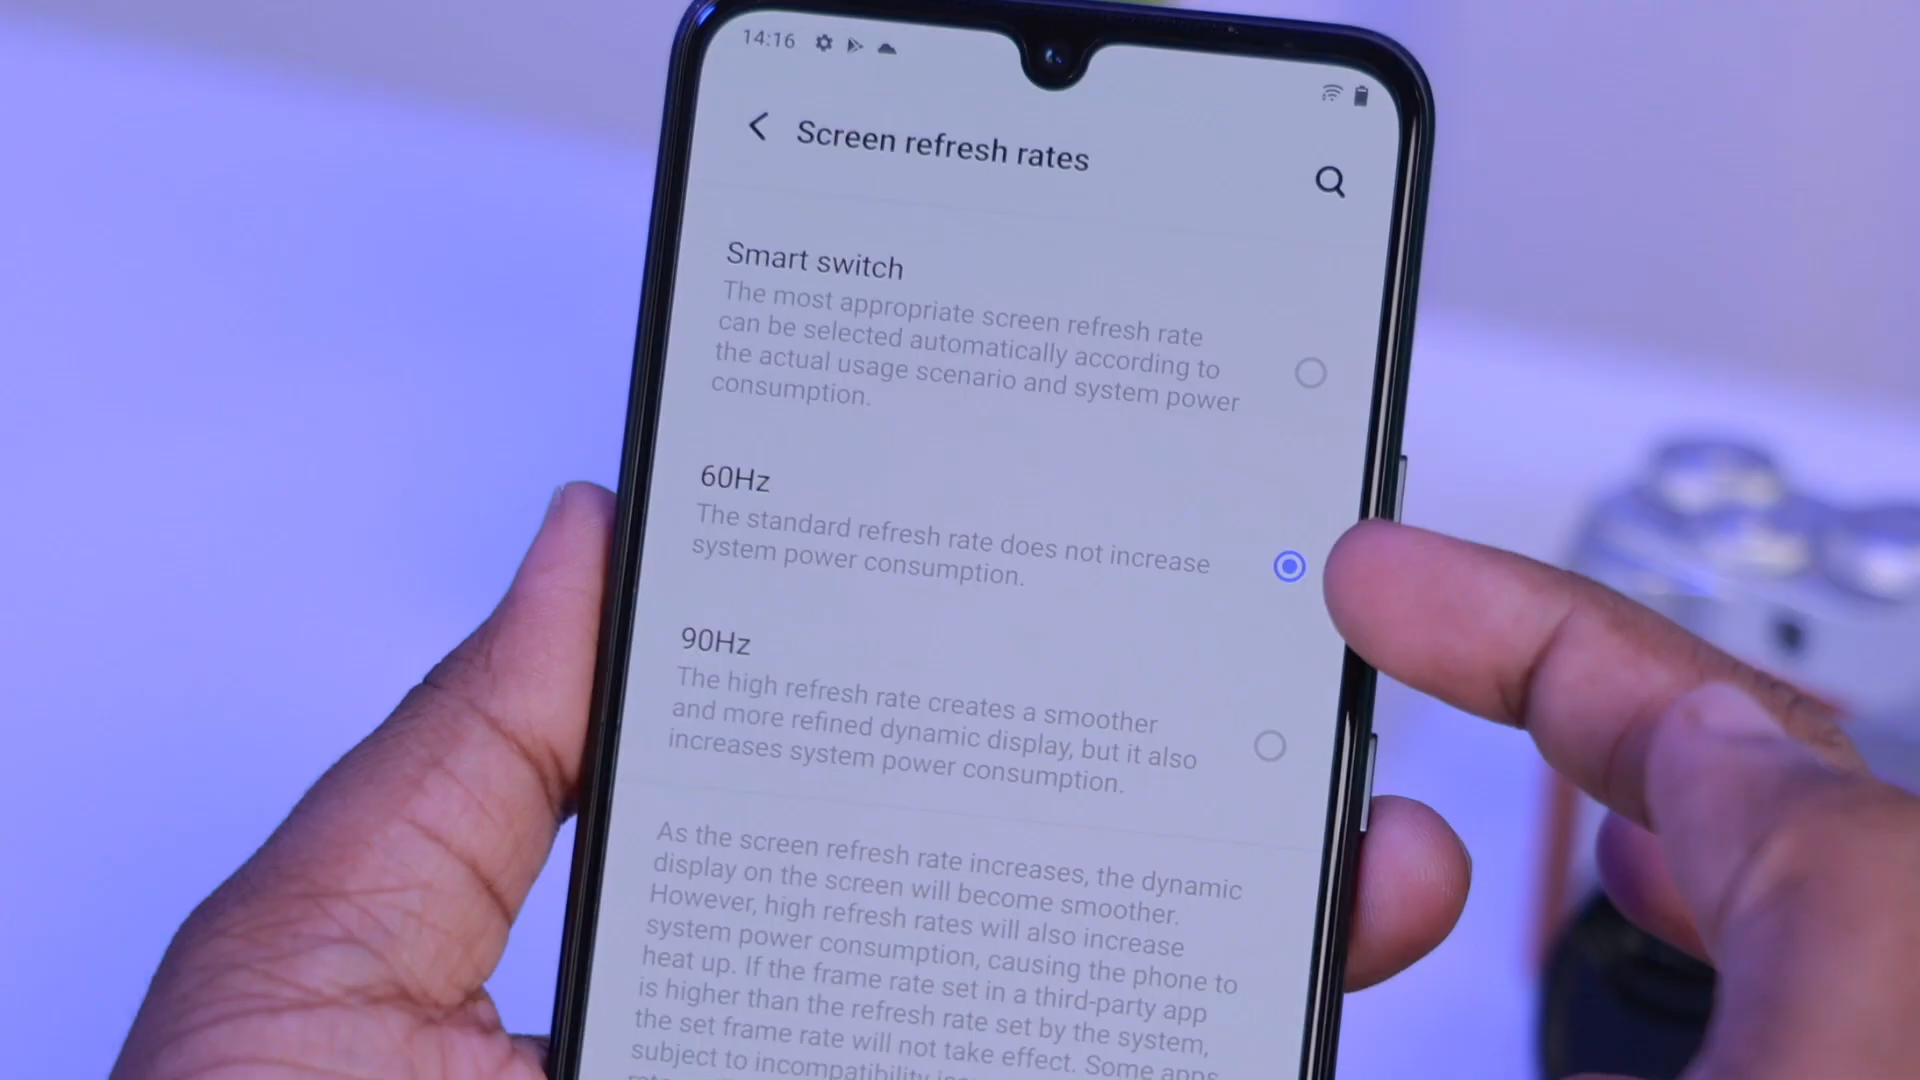 14:16
Screen refresh rates
Smart switch
The most appropriate screen refresh rate
can be selected automatically according to
the actual usage scenario and system power
consumption.
60Hz
The standard refresh rate does not increase
system power consumption.
90Hz
The high refresh rate creates a smoother
and more refined dynamic display, but it also
increases system power consumption.
As the screen refresh rate increases, the dynamic
display on the screen will become smoother.
However, high refresh rates will also increase
system power consumption, causing the phone to
heat up. If the frame rate set in a third-party app
is higher than the refresh rate set by the system,
the set frame rate will not take effect. Some apps
subject to incompatibility